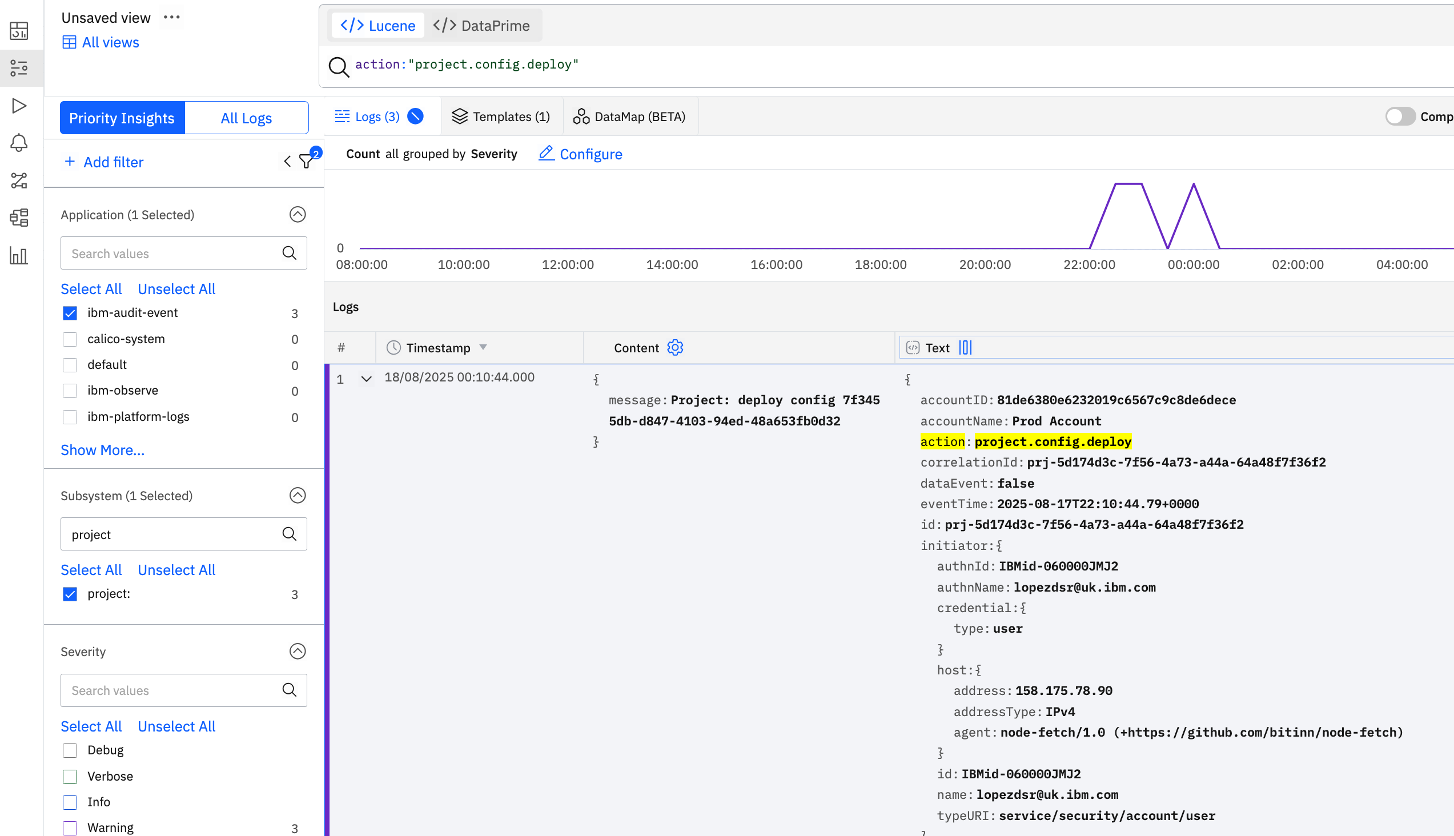 Unsaved view ...
All views
</> Lucene </> DataPrime
action:"project.config.deploy"
Priority Insights All Logs
Logs (3) Templates (1) DataMap (BETA) Comp
+ Add filter 2
Count all grouped by Severity Configure
0
08:00:00 10:00:00 12:00:00 14:00:00 16:00:00 18:00:00 20:00:00 22:00:00 00:00:00 02:00:00 04:00:00
Application (1 Selected)
Search values
Select All Unselect All
ibm-audit-event 3
calico-system 0
default 0
ibm-observe 0
ibm-platform-logs 0
Show More...
Subsystem (1 Selected)
project
Select All Unselect All
project: 3
Severity
Search values
Select All Unselect All
Debug
Verbose
Info
Warning 3
Logs
# Timestamp Content Text
1 18/08/2025 00:10:44.000
{
message: Project: deploy config 7f345
5db-d847-4103-94ed-48a653fb0d32
}
{
accountID: 81de6380e6232019c6567c9c8de6dece
accountName: Prod Account
action: project.config.deploy
correlationId: prj-5d174d3c-7f56-4a73-a44a-64a48f7f36f2
dataEvent: false
eventTime: 2025-08-17T22:10:44.79+0000
id: prj-5d174d3c-7f56-4a73-a44a-64a48f7f36f2
initiator:{
authnId: IBMid-060000JMJ2
authnName: lopezdsr@uk.ibm.com
credential:{
type: user
}
host:{
address: 158.175.78.90
addressType: IPv4
agent: node-fetch/1.0 (+https://github.com/bitinn/node-fetch)
}
id: IBMid-060000JMJ2
name: lopezdsr@uk.ibm.com
typeURI: service/security/account/user